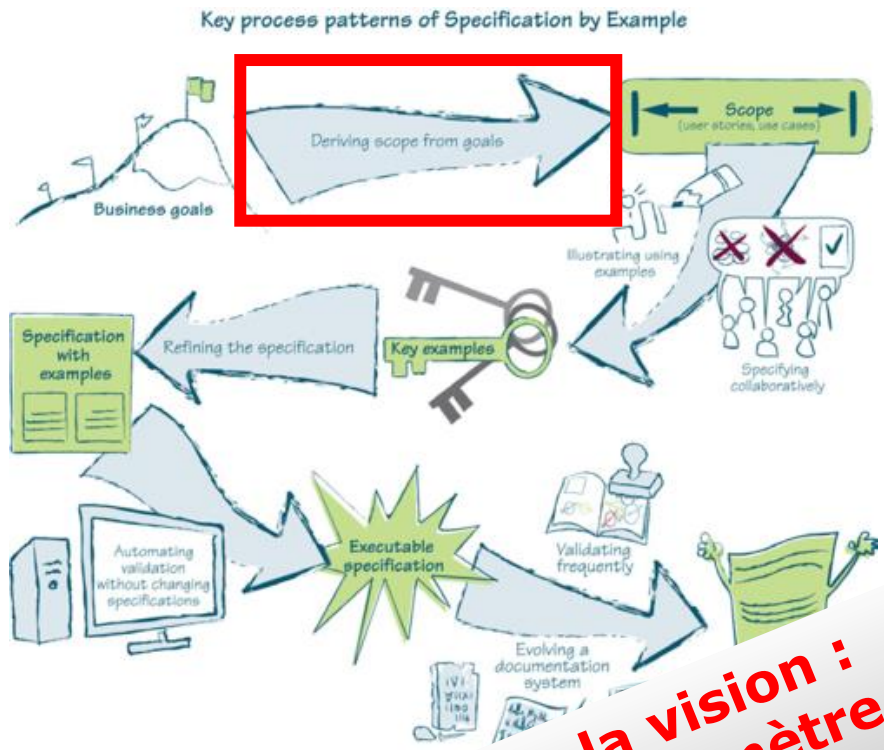 Key process patterns of Specification by Example
Deriving scope from goals
Scope
(user stories, use cases)
Business goals
Illustrating using
examples
Specification
with
examples
Refining the specification
Key examples
Specifying
collaboratively
Automating
validation
without changing
specifications
Executable
specification
Validating
frequently
Evolving a
documentation
system
la vision :